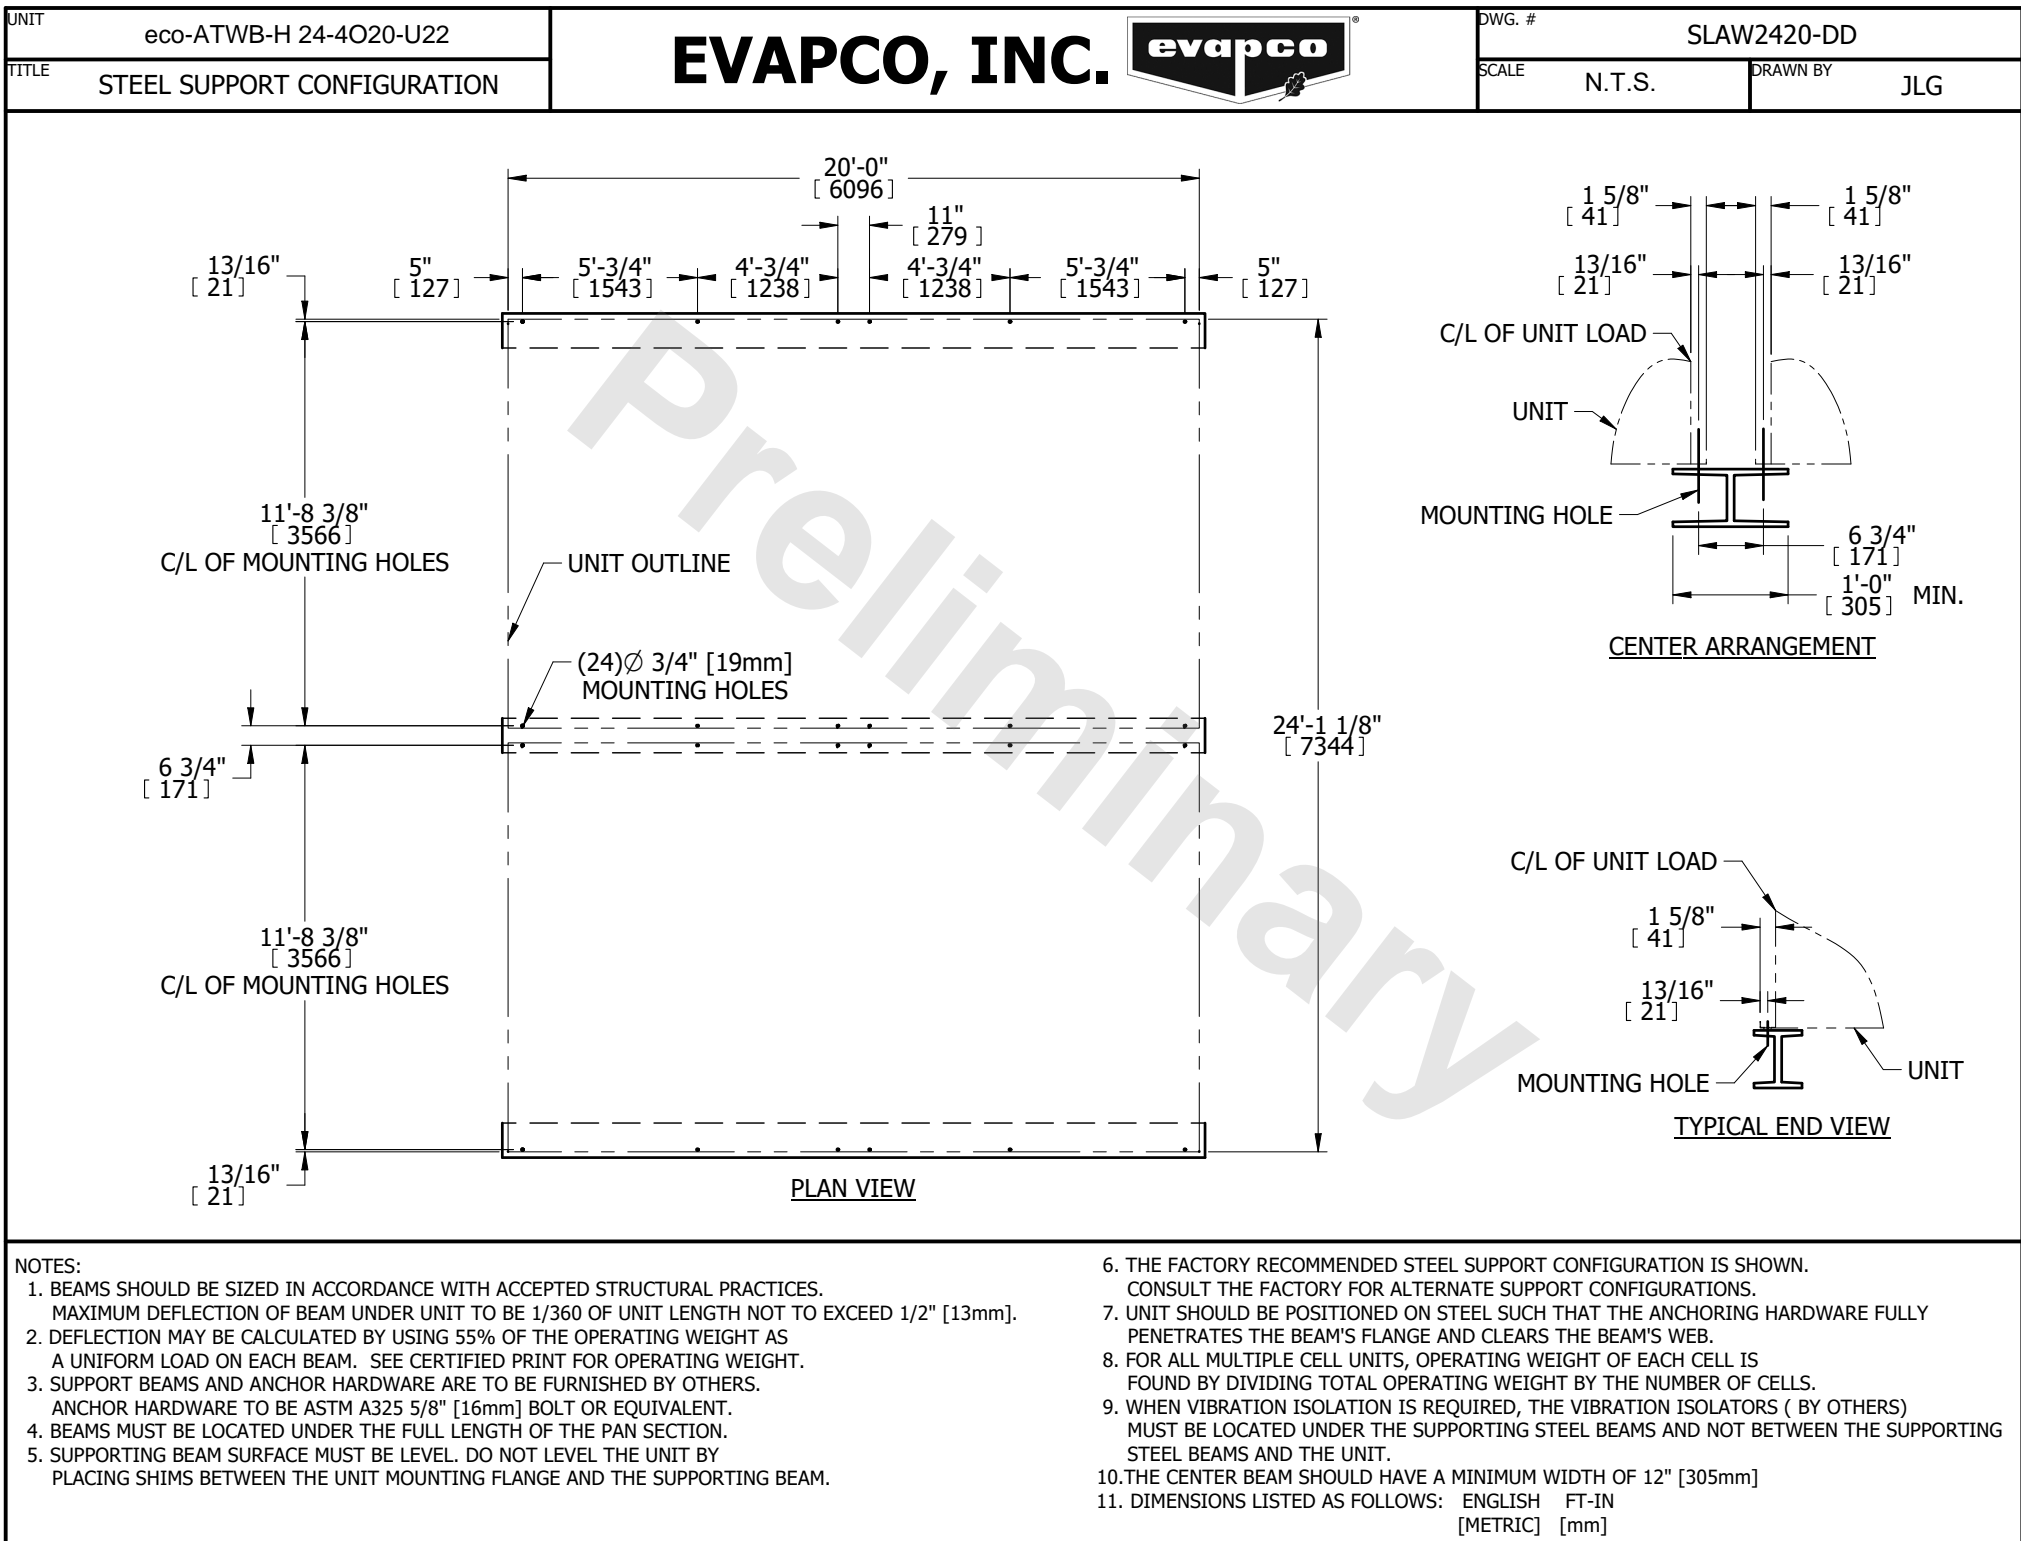 UNIT
eco-ATWB-H 24-4O20-U22
TITLE
STEEL SUPPORT CONFIGURATION
EVAPCO, INC.
evapco
®
DWG. #
SLAW2420-DD
SCALE
N.T.S.
DRAWN BY
JLG
20'-0"
[ 6096 ]
11"
[ 279 ]
13/16"
[ 21 ]
5"
[ 127 ]
5'-3/4"
[ 1543 ]
4'-3/4"
[ 1238 ]
4'-3/4"
[ 1238 ]
5'-3/4"
[ 1543 ]
5"
[ 127 ]
11'-8 3/8"
[ 3566 ]
C/L OF MOUNTING HOLES
UNIT OUTLINE
(24)∅ 3/4" [19mm]
MOUNTING HOLES
6 3/4"
[ 171 ]
24'-1 1/8"
[ 7344 ]
11'-8 3/8"
[ 3566 ]
C/L OF MOUNTING HOLES
13/16"
[ 21 ]
PLAN VIEW
Preliminary
1 5/8"
[ 41 ]
1 5/8"
[ 41 ]
13/16"
[ 21 ]
13/16"
[ 21 ]
C/L OF UNIT LOAD
UNIT
MOUNTING HOLE
6 3/4"
[ 171 ]
1'-0"
[ 305 ]
MIN.
CENTER ARRANGEMENT
C/L OF UNIT LOAD
1 5/8"
[ 41 ]
13/16"
[ 21 ]
MOUNTING HOLE
UNIT
TYPICAL END VIEW
NOTES:
1. BEAMS SHOULD BE SIZED IN ACCORDANCE WITH ACCEPTED STRUCTURAL PRACTICES.
MAXIMUM DEFLECTION OF BEAM UNDER UNIT TO BE 1/360 OF UNIT LENGTH NOT TO EXCEED 1/2" [13mm].
2. DEFLECTION MAY BE CALCULATED BY USING 55% OF THE OPERATING WEIGHT AS
A UNIFORM LOAD ON EACH BEAM. SEE CERTIFIED PRINT FOR OPERATING WEIGHT.
3. SUPPORT BEAMS AND ANCHOR HARDWARE ARE TO BE FURNISHED BY OTHERS.
ANCHOR HARDWARE TO BE ASTM A325 5/8" [16mm] BOLT OR EQUIVALENT.
4. BEAMS MUST BE LOCATED UNDER THE FULL LENGTH OF THE PAN SECTION.
5. SUPPORTING BEAM SURFACE MUST BE LEVEL. DO NOT LEVEL THE UNIT BY
PLACING SHIMS BETWEEN THE UNIT MOUNTING FLANGE AND THE SUPPORTING BEAM.
6. THE FACTORY RECOMMENDED STEEL SUPPORT CONFIGURATION IS SHOWN.
CONSULT THE FACTORY FOR ALTERNATE SUPPORT CONFIGURATIONS.
7. UNIT SHOULD BE POSITIONED ON STEEL SUCH THAT THE ANCHORING HARDWARE FULLY
PENETRATES THE BEAM'S FLANGE AND CLEARS THE BEAM'S WEB.
8. FOR ALL MULTIPLE CELL UNITS, OPERATING WEIGHT OF EACH CELL IS
FOUND BY DIVIDING TOTAL OPERATING WEIGHT BY THE NUMBER OF CELLS.
9. WHEN VIBRATION ISOLATION IS REQUIRED, THE VIBRATION ISOLATORS ( BY OTHERS)
MUST BE LOCATED UNDER THE SUPPORTING STEEL BEAMS AND NOT BETWEEN THE SUPPORTING
STEEL BEAMS AND THE UNIT.
10.THE CENTER BEAM SHOULD HAVE A MINIMUM WIDTH OF 12" [305mm]
11. DIMENSIONS LISTED AS FOLLOWS: ENGLISH FT-IN
[METRIC] [mm]